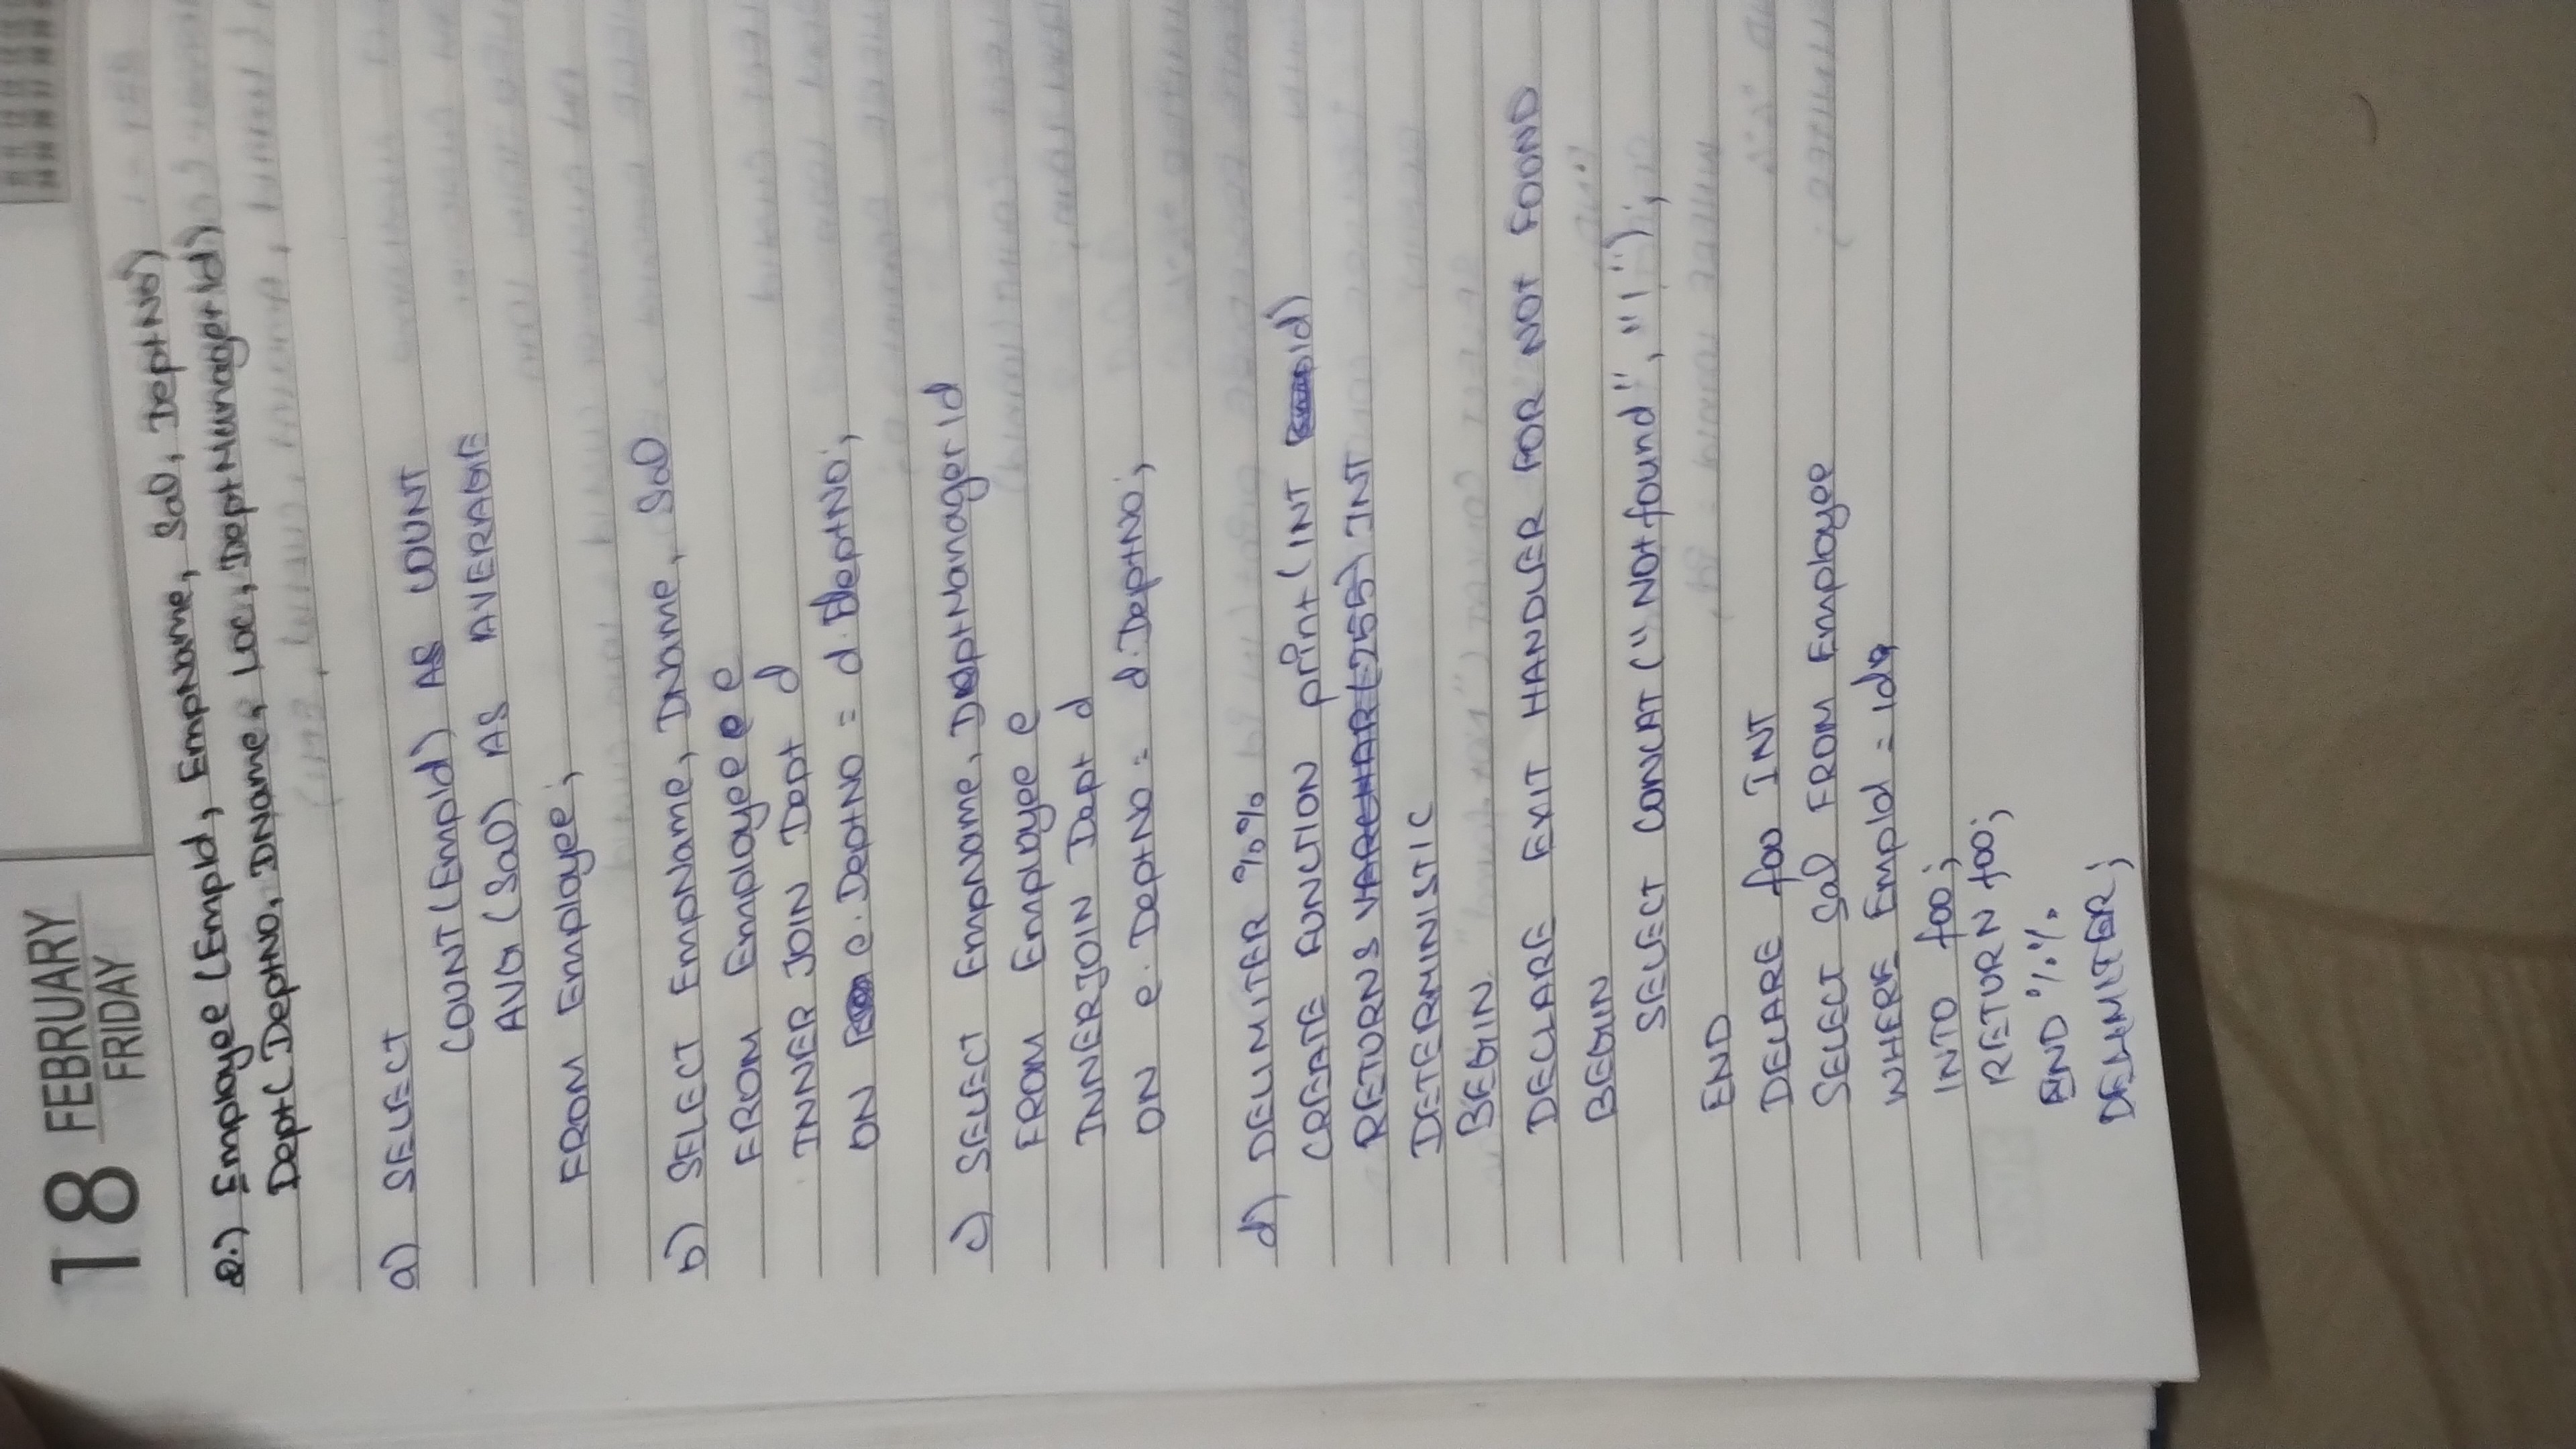 18 FEBRUARY
FRIDAY
Q.) Employee (EmpId, EmpName, Sal, DeptNo)
Dept( DeptNo, DName, Loc, DeptManagerId)
a) SELECT
COUNT(EmpId) AS COUNT
AVG (Sal) AS AVERAGE
FROM Employee;
b) SELECT EmpName, DName, Sal
FROM Employee e
INNER JOIN Dept d
ON e.DeptNo = d.DeptNo;
c) SELECT EmpName, DeptManagerId
FROM Employee e
INNERJOIN Dept d
ON e.DeptNo = d.DeptNo;
d) DELIMITER %%
CREATE FUNCTION print(INT id)
RETURNS VARCHAR(255) INT
DETERMINISTIC
BEGIN
DECLARE EXIT HANDLER FOR NOT FOUND
BEGIN
SELECT CONCAT ("Not found", "!");
END
DELARE foo INT
SELECT Sal FROM Employee
WHERE EmpId = id
INTO foo;
RETURN foo;
END %%
DELIMITER;